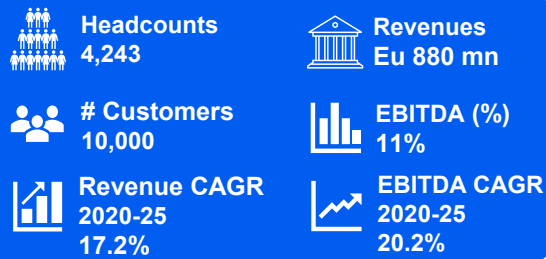 Headcounts
4,243
Revenues
Eu 880 mn
# Customers
10,000
EBITDA (%)
11%
Revenue CAGR
2020-25
17.2%
EBITDA CAGR
2020-25
20.2%